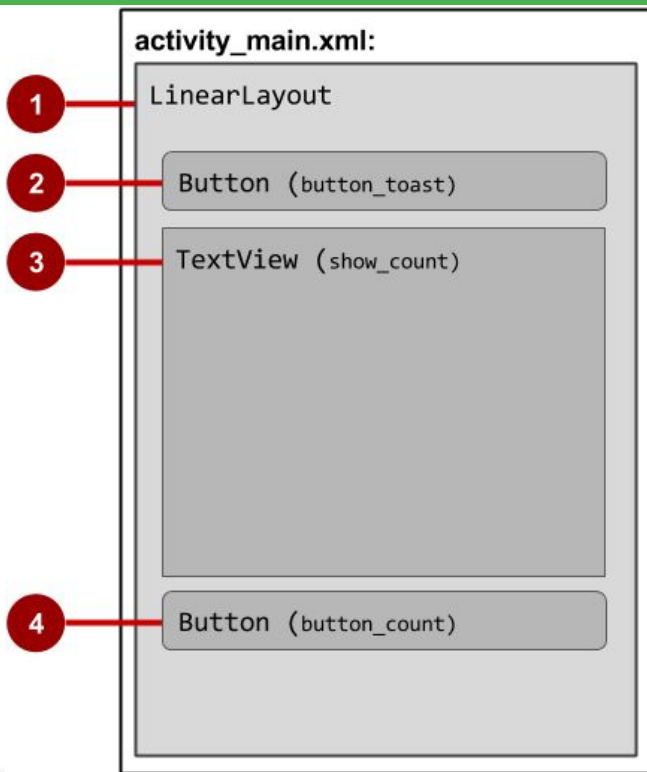 activity_main.xml:
1
LinearLayout
2
Button (button_toast)
3
TextView (show_count)
4
Button (button_count)